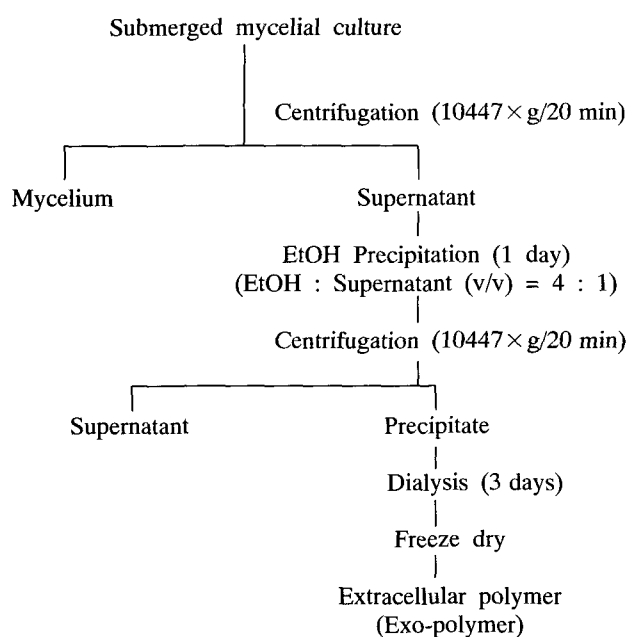 Submerged mycelial culture
Centrifugation (10447×g/20 min)
Mycelium
Supernatant
EtOH Precipitation (1 day)
(EtOH : Supernatant (v/v) = 4 : 1)
Centrifugation (10447×g/20 min)
Supernatant
Precipitate
Dialysis (3 days)
Freeze dry
Extracellular polymer
(Exo-polymer)